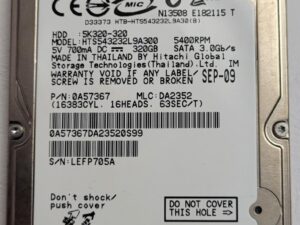 MIC N13508 E182115 T
D33373 HTB-HTS543232L9A30(B)
HDD : 5K320-320
MODEL:HTS543232L9A300 5400RPM
5V 700mA DC 320GB SATA 3.0Gb/s
MADE IN THAILAND BY Hitachi Global
Storage Technologies(Thailand)Ltd. IM
WARRANTY VOID IF ANY LABEL/
SCREW IS REMOVED OR BROKEN SEP-09
P/N:0A57367 MLC:DA2352
(16383CYL. 16HEADS. 63SEC/T)
0A57367DA23520S99
S/N:LEFP705A
Don't shock/
push cover
DO NOT COVER
THIS HOLE